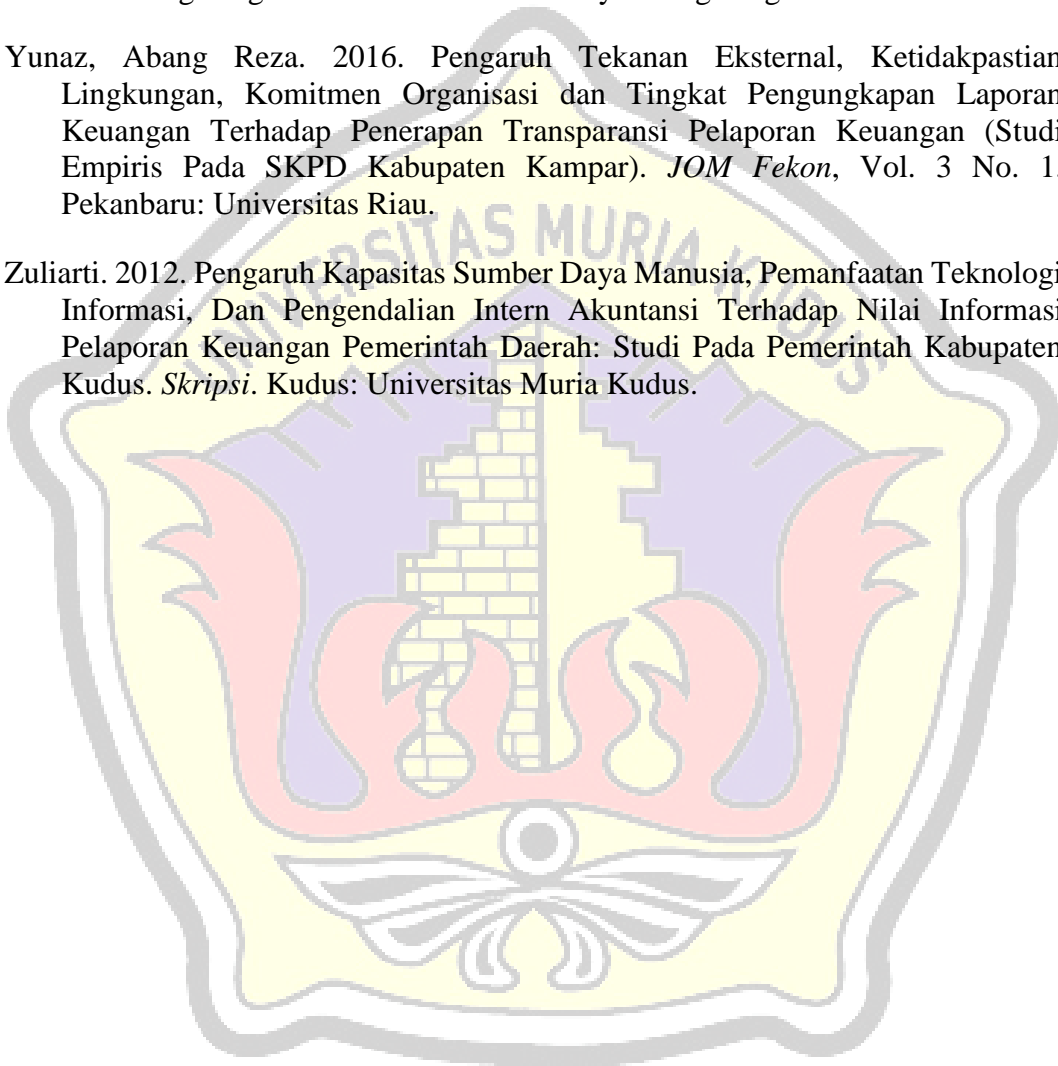 Yunaz, Abang Reza. 2016. Pengaruh Tekanan Eksternal, Ketidakpastian
Lingkungan, Komitmen Organisasi dan Tingkat Pengungkapan Laporan
Keuangan Terhadap Penerapan Transparansi Pelaporan Keuangan (Studi
Empiris Pada SKPD Kabupaten Kampar). JOM Fekon, Vol. 3 No. 1.
Pekanbaru: Universitas Riau.
Zuliarti. 2012. Pengaruh Kapasitas Sumber Daya Manusia, Pemanfaatan Teknologi
Informasi, Dan Pengendalian Intern Akuntansi Terhadap Nilai Informasi
Pelaporan Keuangan Pemerintah Daerah: Studi Pada Pemerintah Kabupaten
Kudus. Skripsi. Kudus: Universitas Muria Kudus.
UNIVERSITAS MURIA KUDUS